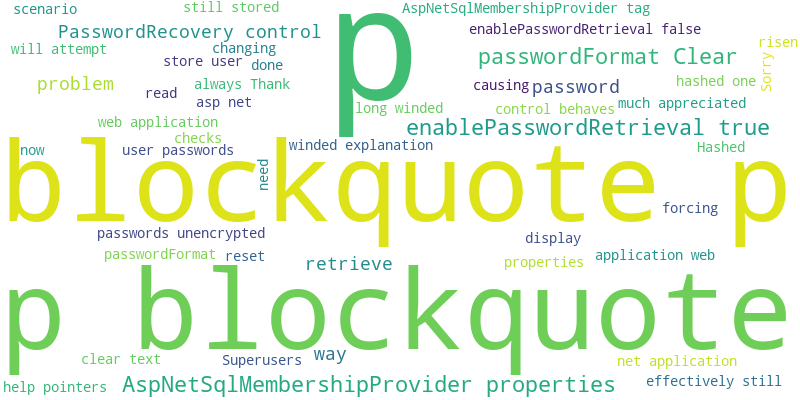 scenario
still stored
AspNetSqlMembershipProvider tag
PasswordRecovery control
p
enablePasswordRetrieval false
will attempt
changing
risen
store user
done
passwordFormat Clear
Sorry
problem
read
always Thank
causing
password
hashed one
asp net
long winded
control behaves
much appreciated
web application
enablePasswordRetrieval true
checks
now
user passwords
winded explanation
Hashed
blockquote p
need
forcing
passwords unencrypted
display
passwordFormat
reset
retrieve
properties
application web
p blockquote
clear text
Superusers
way
net application
help pointers
AspNetSqlMembershipProvider properties
effectively still